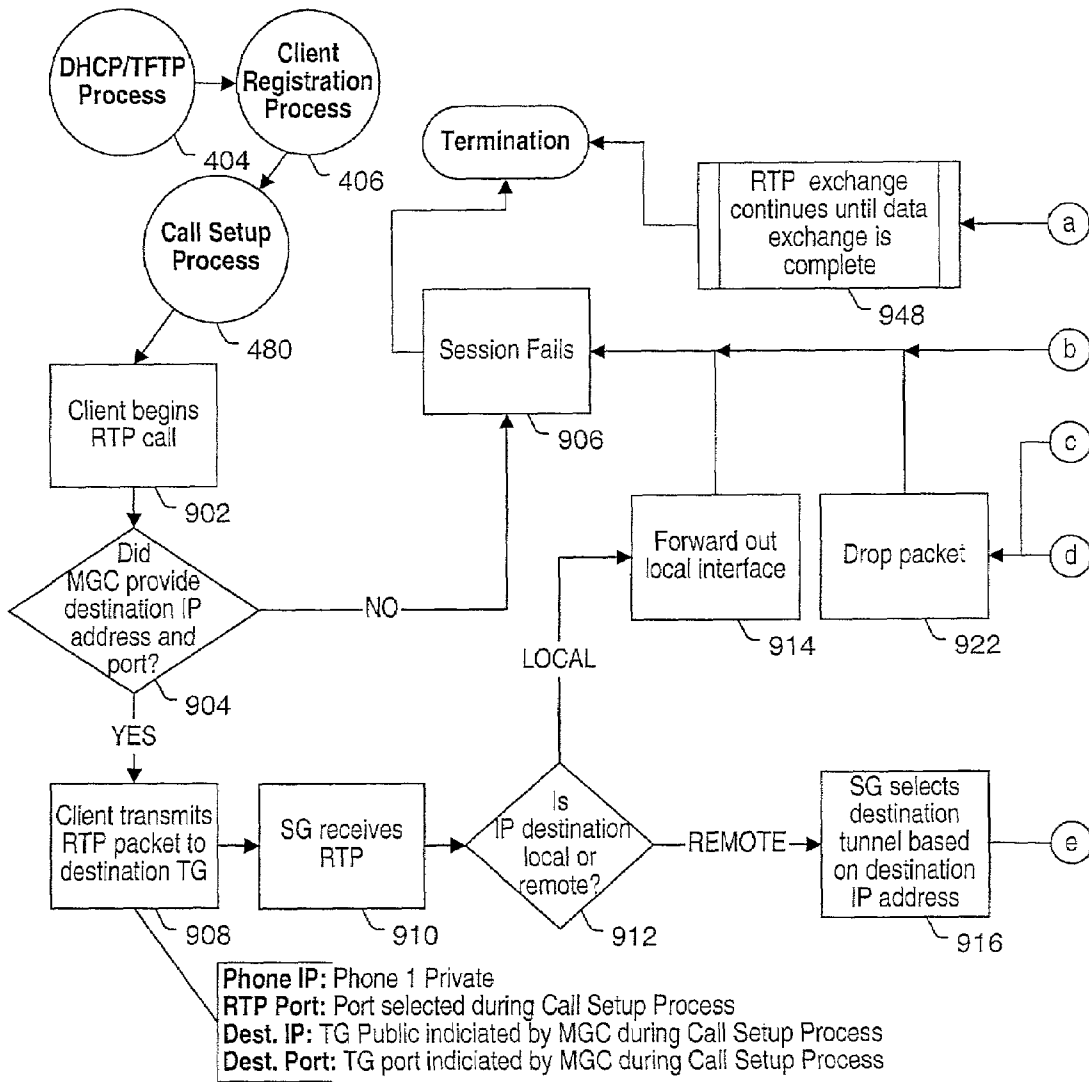 DHCP/TFTP
Process
404
Client
Registration
Process
406
Call Setup
Process
480
Termination
RTP exchange
continues until data
exchange is
complete
948
a
Session Fails
906
b
Client begins
RTP call
902
c
Forward out
local interface
914
Drop packet
922
d
Did
MGC provide
destination IP
address and
port?
904
NO
LOCAL
YES
Client transmits
RTP packet to
destination TG
908
SG receives
RTP
910
Is
IP destination
local or
remote?
912
REMOTE
SG selects
destination
tunnel based
on destination
IP address
916
e
Phone IP: Phone 1 Private
RTP Port: Port selected during Call Setup Process
Dest. IP: TG Public indiciated by MGC during Call Setup Process
Dest. Port: TG port indiciated by MGC during Call Setup Process